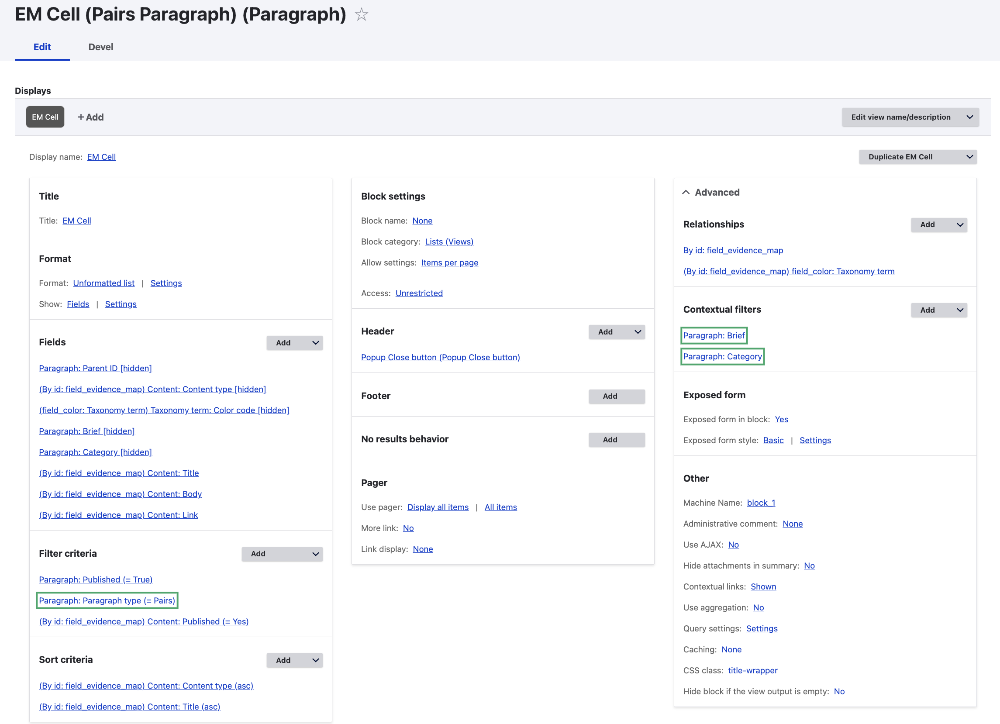 EM Cell (Pairs Paragraph) (Paragraph)
Edit
Devel
Displays
EM Cell
+ Add
Edit view name/description
Display name: EM Cell
Duplicate EM Cell
Title
Title: EM Cell
Format
Format: Unformatted list | Settings
Show: Fields | Settings
Fields
Add
Paragraph: Parent ID [hidden]
(By id: field_evidence_map) Content: Content type [hidden]
(field_color: Taxonomy term) Taxonomy term: Color code [hidden]
Paragraph: Brief [hidden]
Paragraph: Category [hidden]
(By id: field_evidence_map) Content: Title
(By id: field_evidence_map) Content: Body
(By id: field_evidence_map) Content: Link
Filter criteria
Add
Paragraph: Published (= True)
Paragraph: Paragraph type (= Pairs)
(By id: field_evidence_map) Content: Published (= Yes)
Sort criteria
Add
(By id: field_evidence_map) Content: Content type (asc)
(By id: field_evidence_map) Content: Title (asc)
Block settings
Block name: None
Block category: Lists (Views)
Allow settings: Items per page
Access: Unrestricted
Header
Add
Popup Close button (Popup Close button)
Footer
Add
No results behavior
Add
Pager
Use pager: Display all items | All items
More link: No
Link display: None
Advanced
Relationships
Add
By id: field_evidence_map
(By id: field_evidence_map) field_color: Taxonomy term
Contextual filters
Add
Paragraph: Brief
Paragraph: Category
Exposed form
Exposed form in block: Yes
Exposed form style: Basic | Settings
Other
Machine Name: block_1
Administrative comment: None
Use AJAX: No
Hide attachments in summary: No
Contextual links: Shown
Use aggregation: No
Query settings: Settings
Caching: None
CSS class: title-wrapper
Hide block if the view output is empty: No